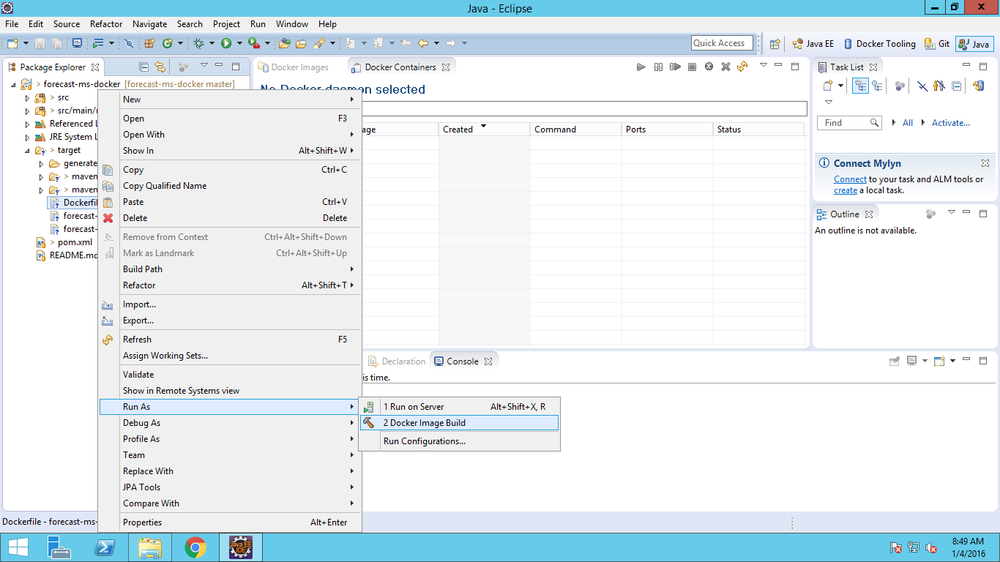 Java - Eclipse
File Edit Source Refactor Navigate Search Project Run Window Help
Quick Access Java EE Docker Tooling Git Java
Package Explorer
> forecast-ms-docker [forecast-ms-docker master]
> src
> src/main/r
Referenced L
JRE System L
> target
generate
> maven
> maven
Dockerfil
forecast-
forecast-
> pom.xml
README.md
New
Open F3
Open With
Show In Alt+Shift+W
Copy Ctrl+C
Copy Qualified Name
Paste Ctrl+V
Delete Delete
Remove from Context Ctrl+Alt+Shift+Down
Mark as Landmark Ctrl+Alt+Shift+Up
Build Path
Refactor Alt+Shift+T
Import...
Export...
Refresh F5
Assign Working Sets...
Validate
Show in Remote Systems view
Run As
Debug As
Profile As
Team
Replace With
JPA Tools
Compare With
Properties Alt+Enter
1 Run on Server Alt+Shift+X, R
2 Docker Image Build
Run Configurations...
Docker Images Docker Containers
No Docker daemon selected
age Created Command Ports Status
Declaration Console
is time.
Task List
Find All Activate...
Connect Mylyn
Connect to your task and ALM tools or
create a local task.
Outline
An outline is not available.
Dockerfile - forecast-ms-
Java EE
IDE
8:49 AM
1/4/2016